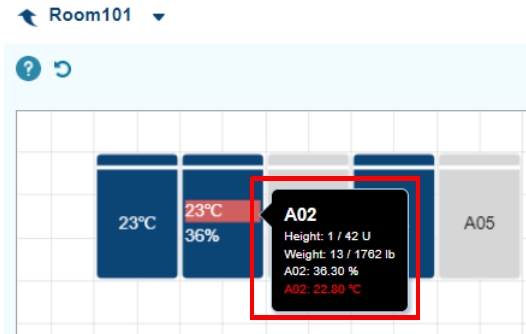 Room101
?
23℃
23℃
36%
A02
Height: 1 / 42 U
Weight: 13 / 1762 lb
A02: 36.30 %
A02: 22.80 ℃
A05